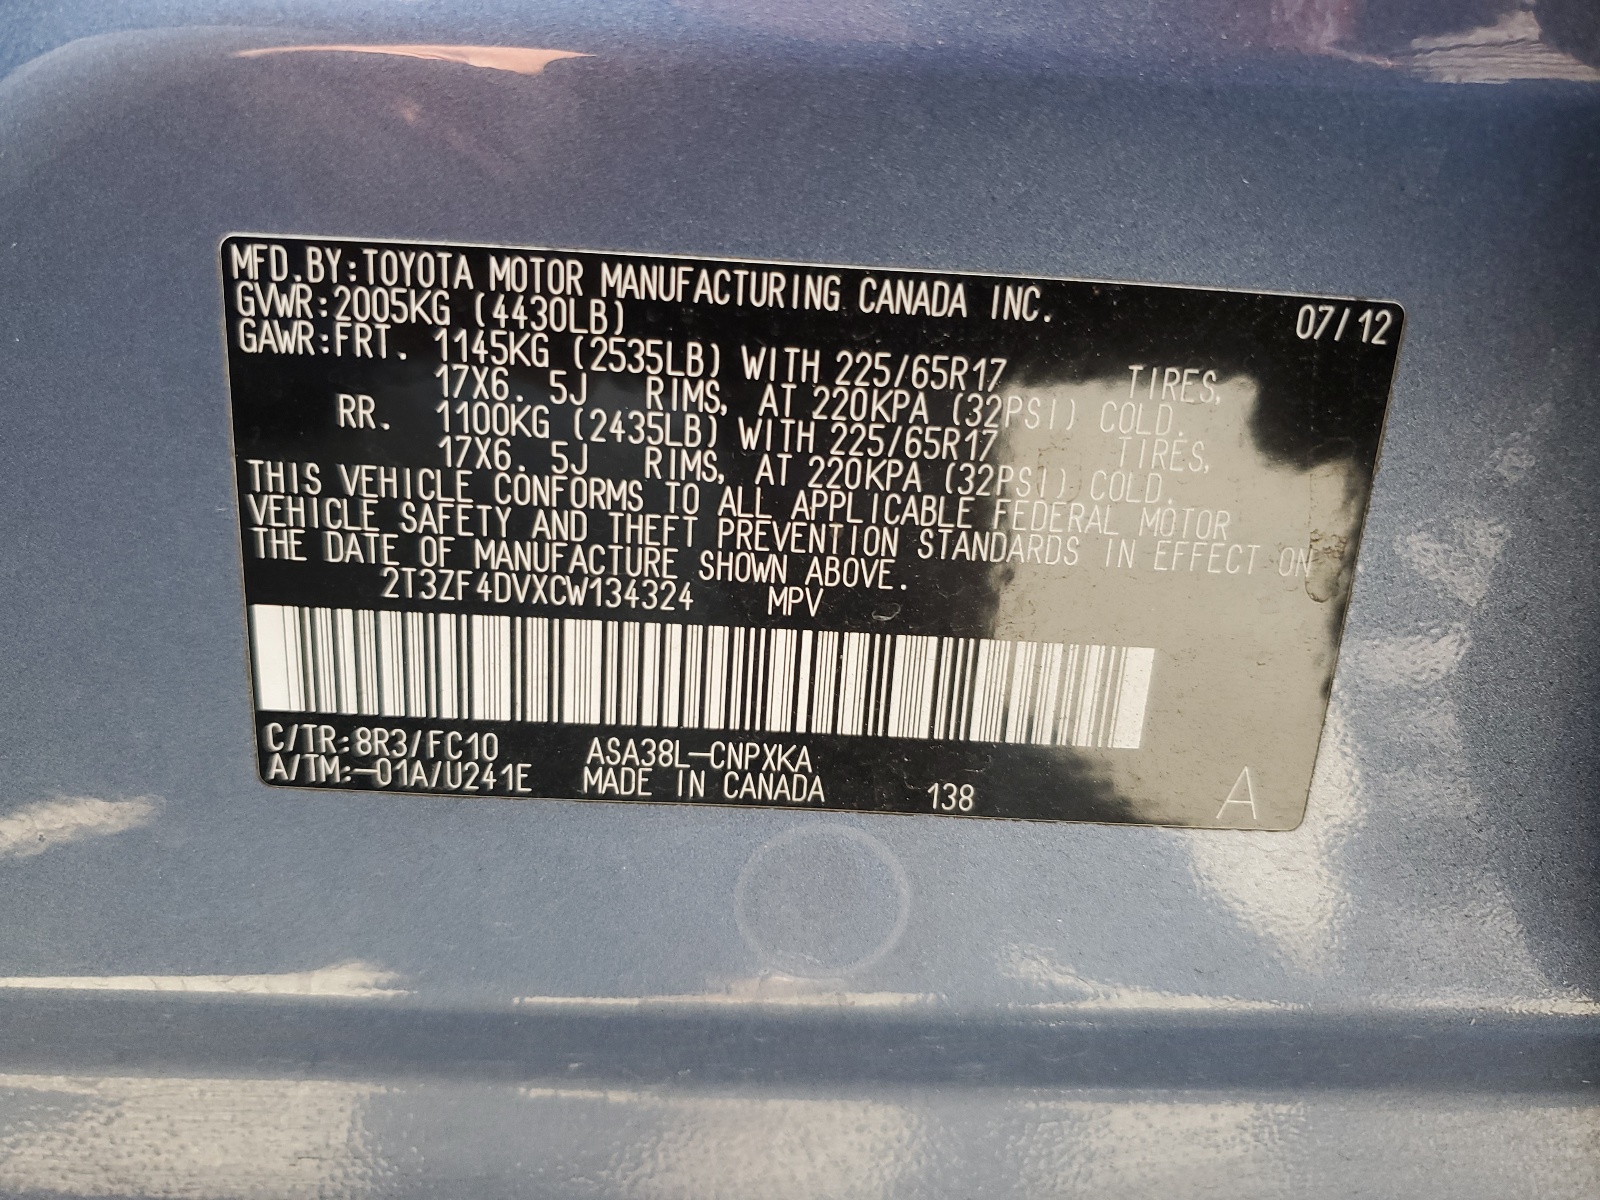 MFD.BY:TOYOTA MOTOR MANUFACTURING CANADA INC. 07/12
GVWR:2005KG (4430LB)
GAWR:FRT. 1145KG (2535LB) WITH 225/65R17 TIRES,
17X6.5J RIMS, AT 220KPA (32PSI) COLD.
RR. 1100KG (2435LB) WITH 225/65R17 TIRES,
17X6.5J RIMS, AT 220KPA (32PSI) COLD.
THIS VEHICLE CONFORMS TO ALL APPLICABLE FEDERAL MOTOR
VEHICLE SAFETY AND THEFT PREVENTION STANDARDS IN EFFECT ON
THE DATE OF MANUFACTURE SHOWN ABOVE.
2T3ZF4DVXCW134324 MPV
C/TR:8R3/FC10 ASA38L-CNPXKA
A/TM:-01A/U241E MADE IN CANADA 138 A